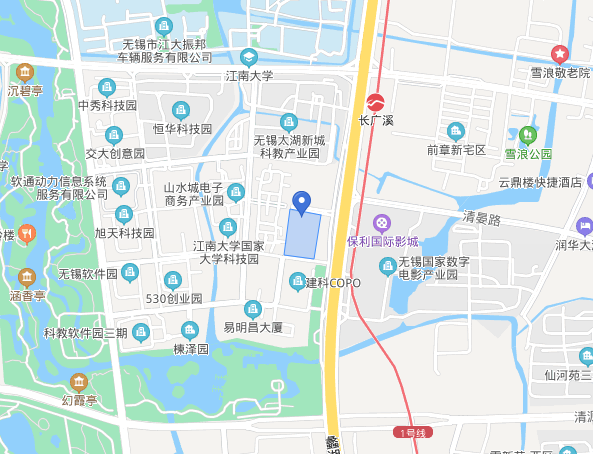 无锡市江大振邦
车辆服务有限公司
江南大学
雪浪敬老院
沉碧亭
中秀科技园
长广溪
恒华科技园
无锡太湖新城
科教产业园
前章新宅区
交大创意园
雪浪公园
学
软通动力信息系统
服务有限公司
山水城电子
商务产业园
云鼎楼快捷酒店
清晏路
旭天科技园
保利国际影城
江南大学国家
大学科技园
润华大
无锡软件园
无锡国家数字
电影产业园
涵香亭
530创业园
建科COPO
易明昌大厦
科教软件园三期
楝泽园
仙河苑三
幻霞亭
清源
1号线